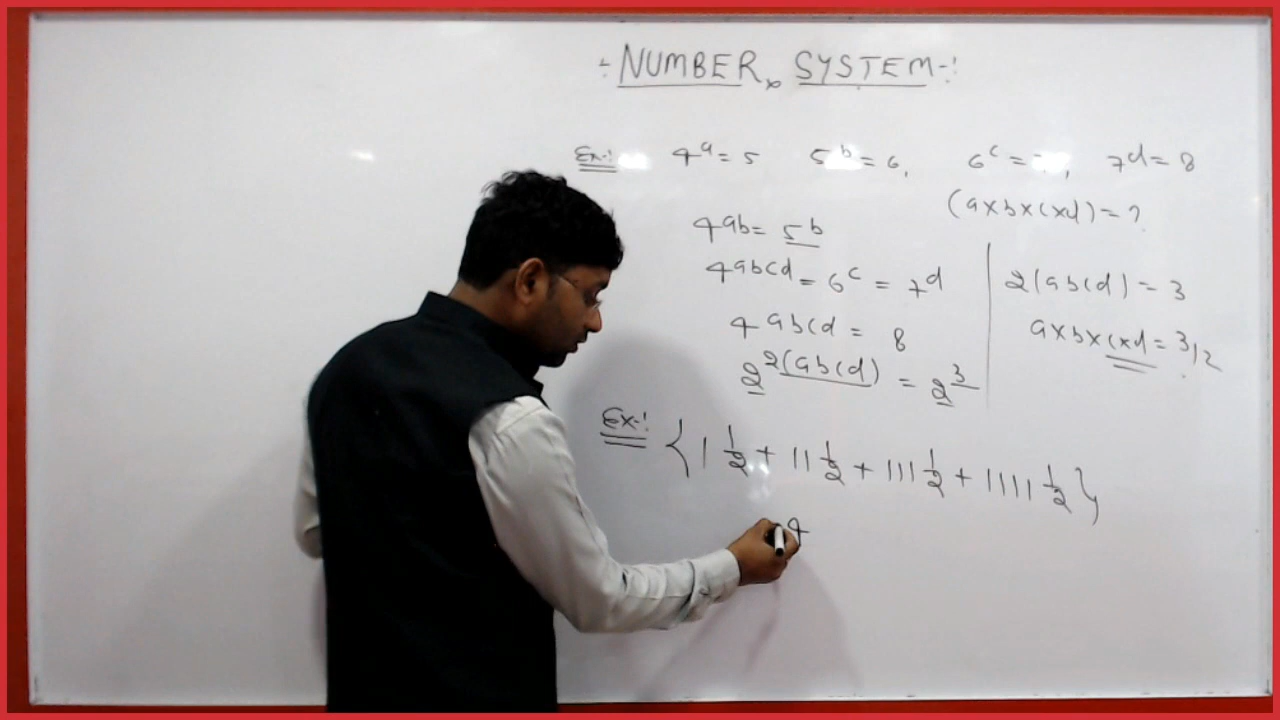 ÷ NUMBER SYSTEM -:
Ex-: 4^a = 5 5^b = 6, 6^c = , 7^d = 8
(a×b×c×d) = ?
4^ab = 5^b
4^abcd = 6^c = 7^d
4^abcd = 8
2^2(abcd) = 2^3
2(abcd) = 3
a×b×c×d = 3/2
Ex-: { 1 1/2 + 11 1/2 + 111 1/2 + 1111 1/2 }
4